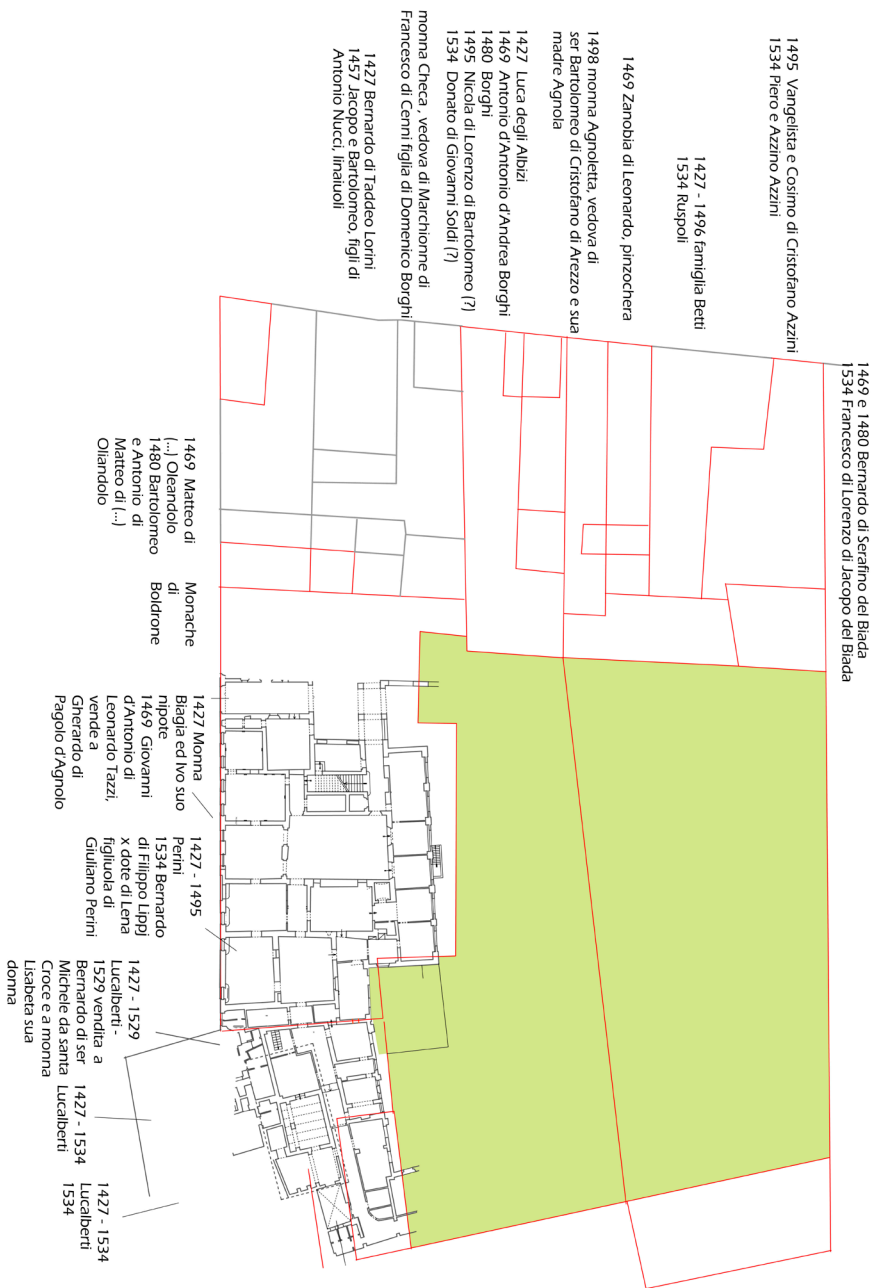 1469 e 1480 Bernardo di Serafino del Biada
1534 Francesco di Lorenzo di Jacopo del Biada
1495  Vangelista e Cosimo di Cristofano Azzini
1534 Piero e Azzino Azzini
1427 - 1496 famiglia Betti
1534 Ruspoli
1469 Zanobia di Leonardo, pinzochera
1498 monna Agnoletta, vedova di
ser Bartolomeo di Cristofano di Arezzo e sua
madre Agnola
1427  Luca degli Albizi
1469  Antonio d'Antonio d'Andrea Borghi
1480  Borghi
1495  Nicola di Lorenzo di Bartolomeo (?)
1534  Donato di Giovanni Soldi (?)
monna Checa , vedova di Marchionne di
Francesco di Cenni figlia di Domenico Borghi
1427 Bernardo di Taddeo Lorini
1457 Jacopo e Bartolomeo, figli di
Antonio Nucci, linaiuoli
1469  Matteo di
(...) Oleandolo
1480 Bartolomeo
e Antonio  di
Matteo di (...)
Oliandolo
Monache
di
Boldrone
1427 Monna
Biagia ed Ivo suo
nipote
1469  Giovanni
d'Antonio di
Leonardo Tazzi,
vende a
Gherardo di
Pagolo d'Agnolo
1427 - 1495
Perini
1534 Bernardo
di Filippo Lippj
x dote di Lena
figliuola di
Giuliano Perini
1427 - 1529
Lucalberti -
1529 vendita  a
Bernardo di ser
Michele da santa
Croce e a monna
Lisabeta sua
donna
1427 - 1534
Lucalberti
1427 - 1534
Lucalberti
1534